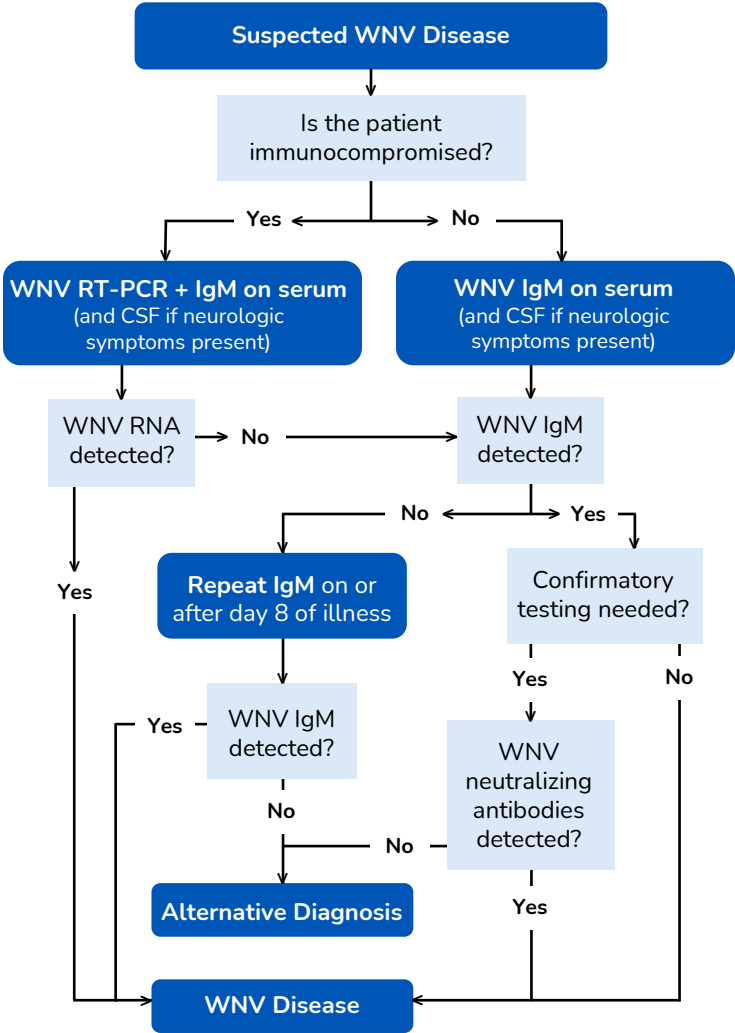 Suspected WNV Disease
Is the patient
immunocompromised?
Yes
No
WNV RT-PCR + IgM on serum
(and CSF if neurologic
symptoms present)
WNV IgM on serum
(and CSF if neurologic
symptoms present)
WNV RNA
detected?
No
WNV IgM
detected?
No
Yes
Yes
Repeat IgM on or
after day 8 of illness
Confirmatory
testing needed?
Yes
No
Yes
WNV IgM
detected?
WNV
neutralizing
antibodies
detected?
No
No
Alternative Diagnosis
Yes
WNV Disease